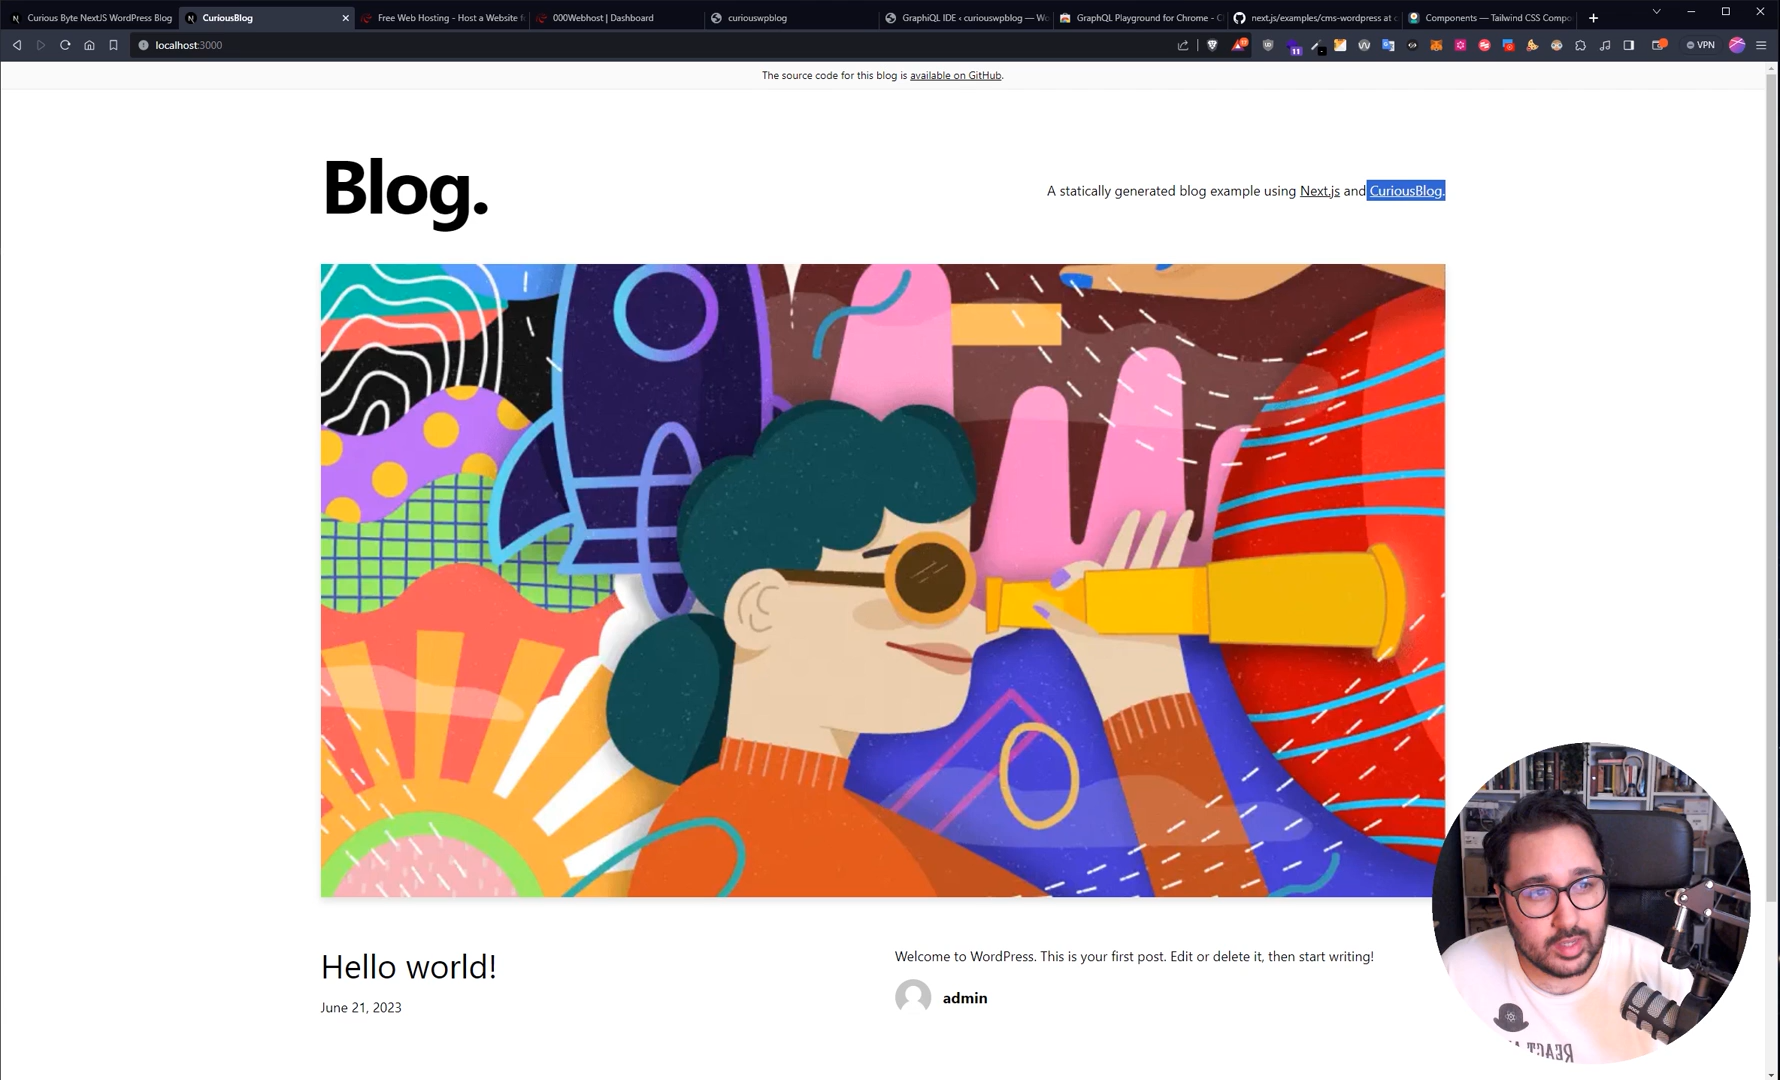 Curious Byte NextJS WordPress Blog
CuriousBlog
Free Web Hosting - Host a Website f
000Webhost | Dashboard
curiouswpblog
GraphiQL IDE ‹ curiouswpblog — Wo
GraphQL Playground for Chrome - C
next.js/examples/cms-wordpress at c
Components — Tailwind CSS Compo
localhost:3000
11
VPN
The source code for this blog is available on GitHub.
Blog.
A statically generated blog example using Next.js and CuriousBlog.
Hello world!
June 21, 2023
Welcome to WordPress. This is your first post. Edit or delete it, then start writing!
admin
REACT